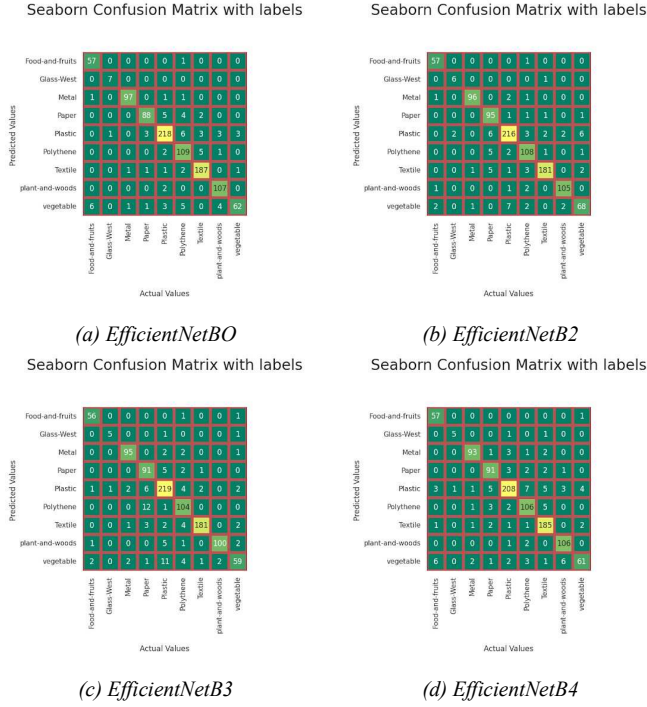 Seaborn Confusion Matrix with labels
Predicted Values
Food-and-fruits 57 0 0 0 0 1 0 0 0
Glass-West 0 7 0 0 0 0 0 0 0
Metal 1 0 97 0 1 1 0 0 0
Paper 0 0 0 88 5 4 2 0 0
Plastic 0 1 0 3 218 6 3 3 3
Polythene 0 0 0 0 2 109 5 1 0
Textile 0 0 1 1 1 2 187 0 1
plant-and-woods 0 0 0 0 2 0 0 107 0
vegetable 6 0 1 1 3 5 0 4 62
Food-and-fruits Glass-West Metal Paper Plastic Polythene Textile plant-and-woods vegetable
Actual Values
(a) EfficientNetBO
Seaborn Confusion Matrix with labels
Predicted Values
Food-and-fruits 57 0 0 0 0 1 0 0 0
Glass-West 0 6 0 0 0 0 1 0 0
Metal 1 0 96 0 2 1 0 0 0
Paper 0 0 0 95 1 1 1 0 1
Plastic 0 2 0 6 216 3 2 2 6
Polythene 0 0 0 5 2 108 1 0 1
Textile 0 0 1 5 1 3 181 0 2
plant-and-woods 1 0 0 0 2 1 0 105 0
vegetable 2 0 1 0 7 2 0 2 68
Food-and-fruits Glass-West Metal Paper Plastic Polythene Textile plant-and-woods vegetable
Actual Values
(b) EfficientNetB2
Seaborn Confusion Matrix with labels
Predicted Values
Food-and-fruits 56 0 0 0 0 1 0 0 1
Glass-West 0 5 0 0 1 0 0 0 1
Metal 0 0 95 0 2 2 0 0 1
Paper 0 0 0 91 5 2 1 0 0
Plastic 1 1 2 6 219 4 2 0 2
Polythene 0 0 0 12 1 104 0 0 0
Textile 0 0 1 3 2 4 181 0 2
plant-and-woods 1 0 0 0 5 1 0 100 0
vegetable 2 0 2 1 11 4 1 2 59
Food-and-fruits Glass-West Metal Paper Plastic Polythene Textile plant-and-woods vegetable
Actual Values
(c) EfficientNetB3
Seaborn Confusion Matrix with labels
Predicted Values
Food-and-fruits 57 0 0 0 0 0 0 0 1
Glass-West 0 5 0 1 0 0 0 0 1
Metal 0 0 93 1 3 1 2 0 0
Paper 0 0 0 91 3 2 2 1 0
Plastic 3 1 1 5 208 7 5 3 4
Polythene 0 0 1 3 2 106 5 0 0
Textile 1 0 1 2 1 1 185 0 2
plant-and-woods 0 0 0 0 2 1 0 106 0
vegetable 6 0 2 1 2 3 1 6 61
Food-and-fruits Glass-West Metal Paper Plastic Polythene Textile plant-and-woods vegetable
Actual Values
(d) EfficientNetB4